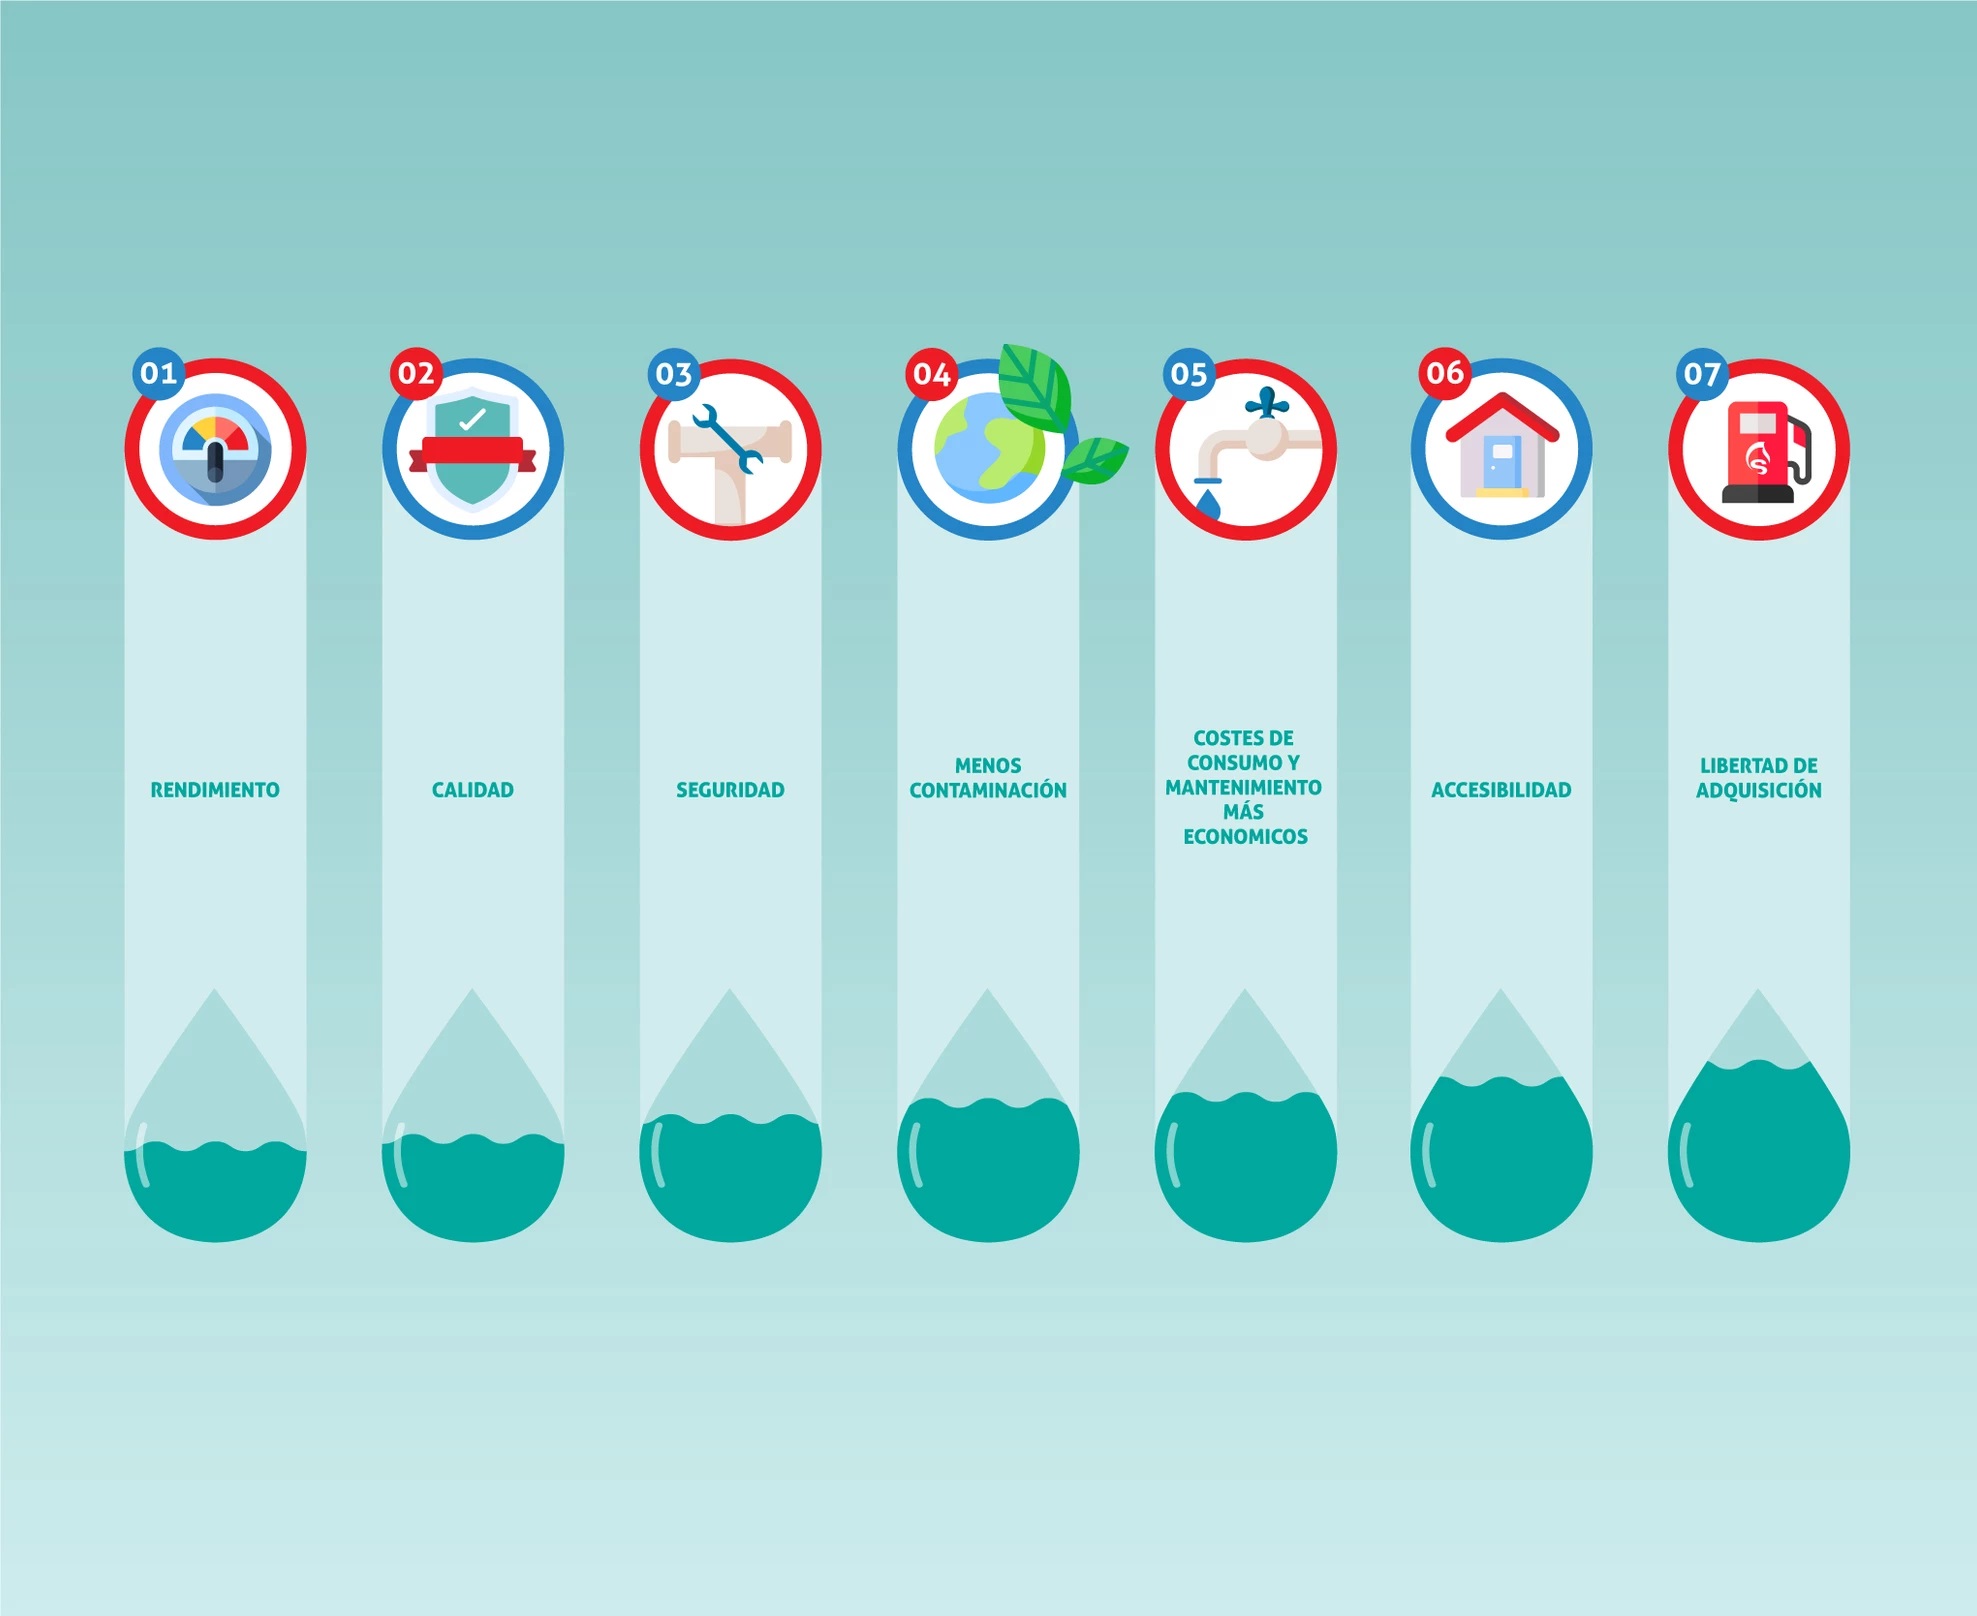 01
RENDIMIENTO
02
CALIDAD
03
SEGURIDAD
04
MENOS
CONTAMINACIÓN
05
COSTES DE
CONSUMO Y
MANTENIMIENTO
MÁS
ECONOMICOS
06
ACCESIBILIDAD
07
LIBERTAD DE
ADQUISICIÓN